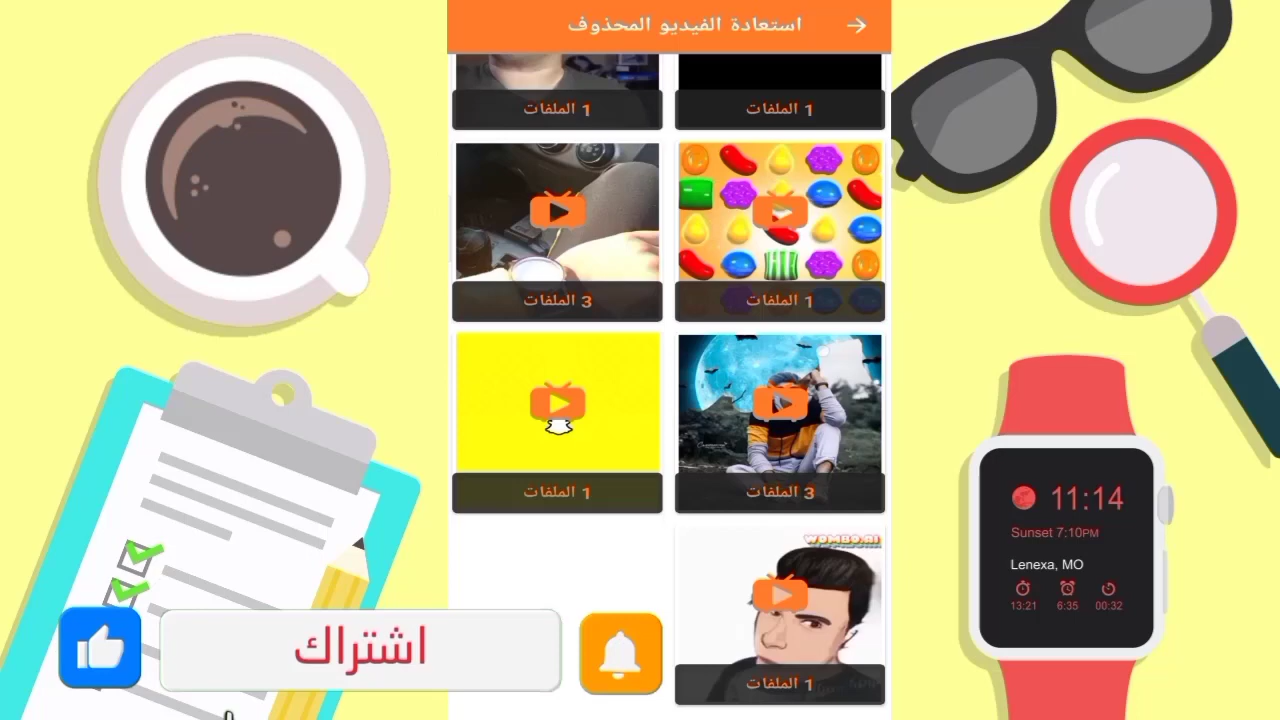 استعادة الفيديو المحذوف
1 الملفات
1 الملفات
1 الملفات
3 الملفات
3 الملفات
1 الملفات
WOMBO.AI
1 الملفات
اشتراك
11:14
Sunset 7:10PM
Lenexa, MO
13:21 6:35 00:32